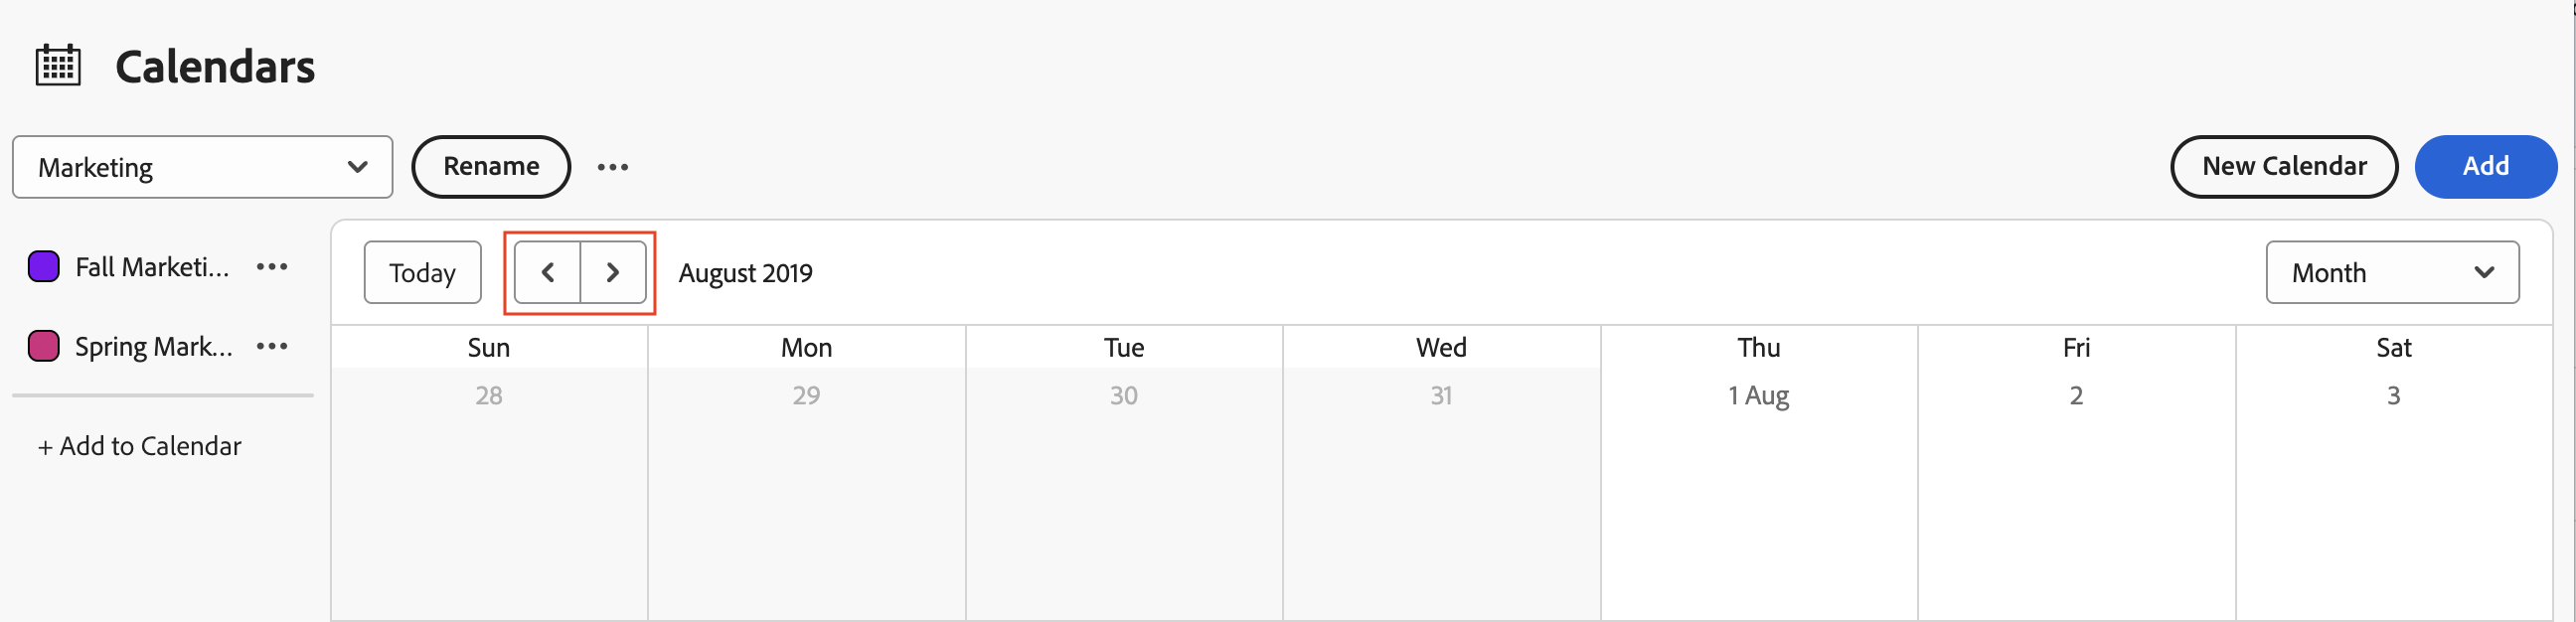 Calendars
Marketing
Rename
New Calendar
Add
Fall Marketi...
Spring Mark...
+ Add to Calendar
Today
August 2019
Month
Sun Mon Tue Wed Thu Fri Sat
28 29 30 31 1 Aug 2 3